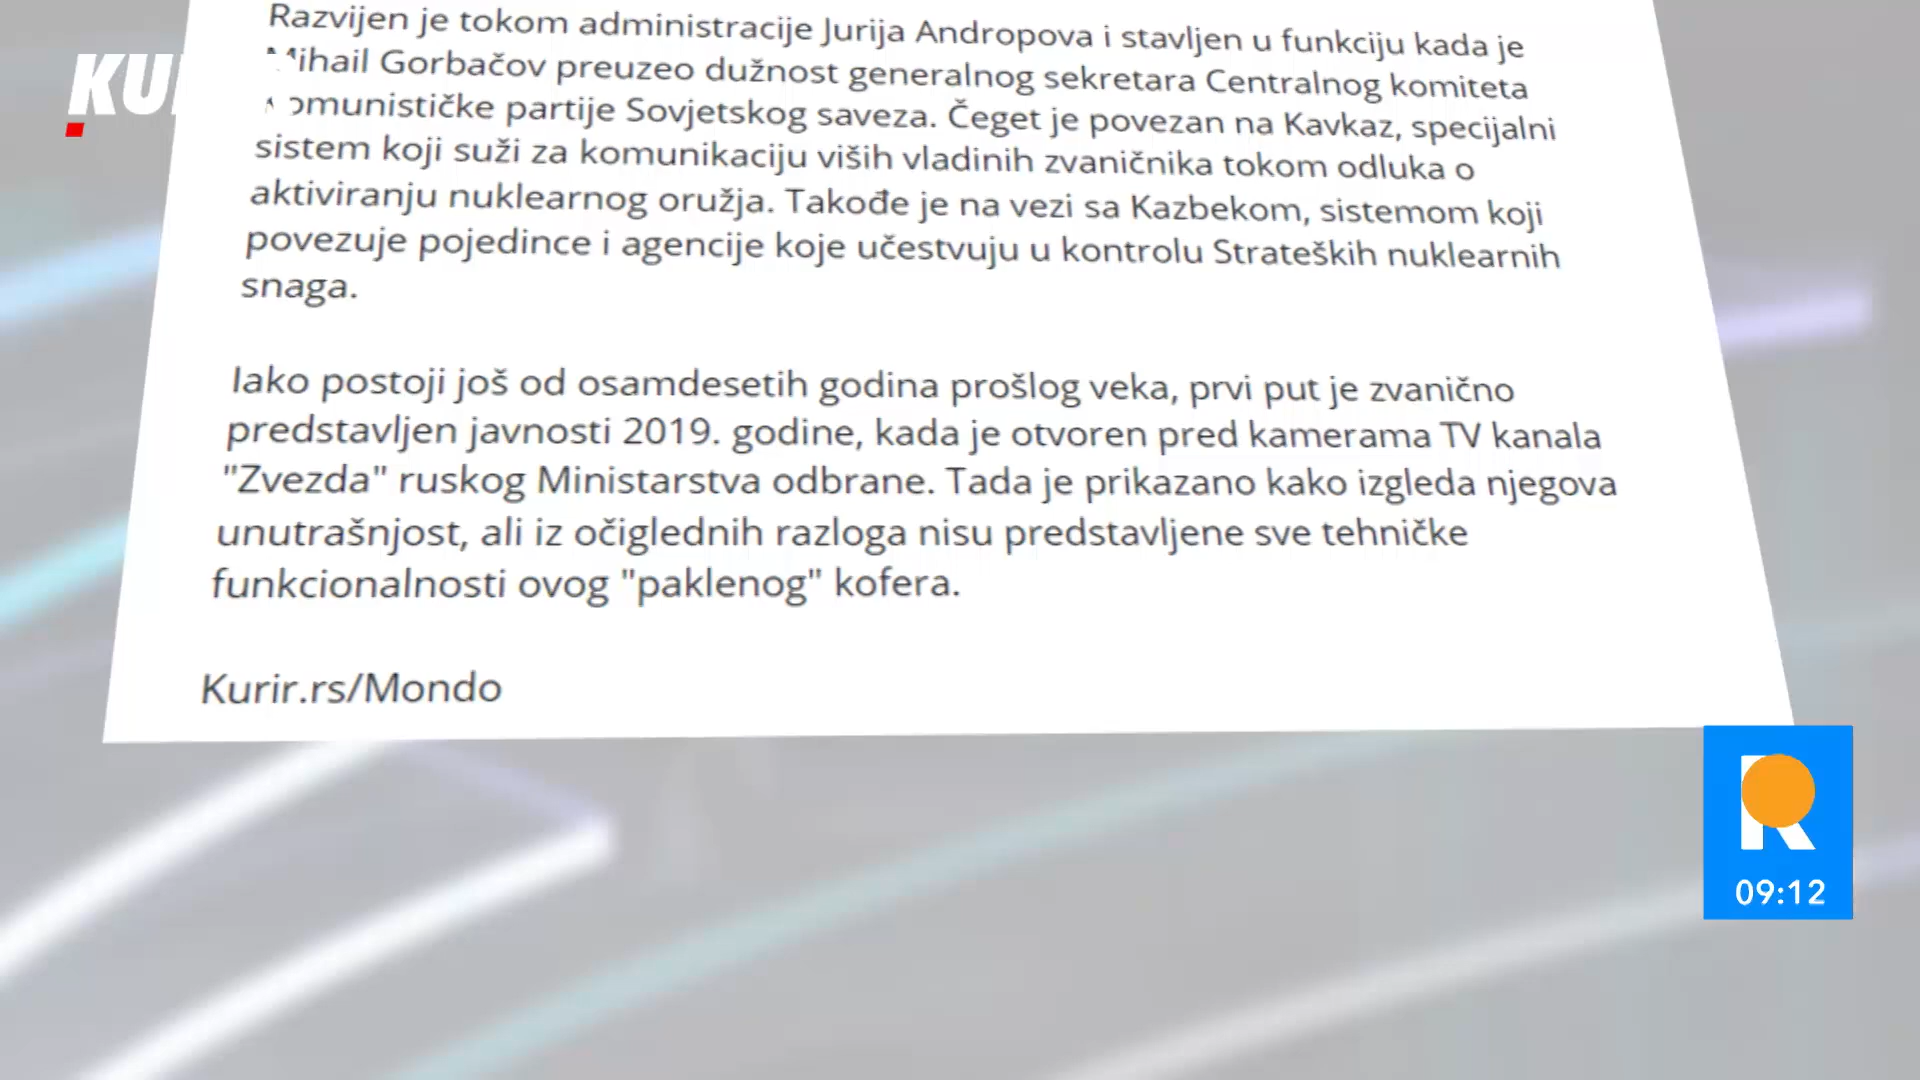 Razvijen je tokom administracije Jurija Andropova i stavljen u funkciju kada je
Mihail Gorbačov preuzeo dužnost generalnog sekretara Centralnog komiteta
Komunističke partije Sovjetskog saveza. Čeget je povezan na Kavkaz, specijalni
sistem koji suži za komunikaciju viših vladinih zvaničnika tokom odluka o
aktiviranju nuklearnog oružja. Takođe je na vezi sa Kazbekom, sistemom koji
povezuje pojedince i agencije koje učestvuju u kontrolu Strateških nuklearnih
snaga.
Iako postoji još od osamdesetih godina prošlog veka, prvi put je zvanično
predstavljen javnosti 2019. godine, kada je otvoren pred kamerama TV kanala
"Zvezda" ruskog Ministarstva odbrane. Tada je prikazano kako izgleda njegova
unutrašnjost, ali iz očiglednih razloga nisu predstavljene sve tehničke
funkcionalnosti ovog "paklenog" kofera.
Kurir.rs/Mondo
R
09:12